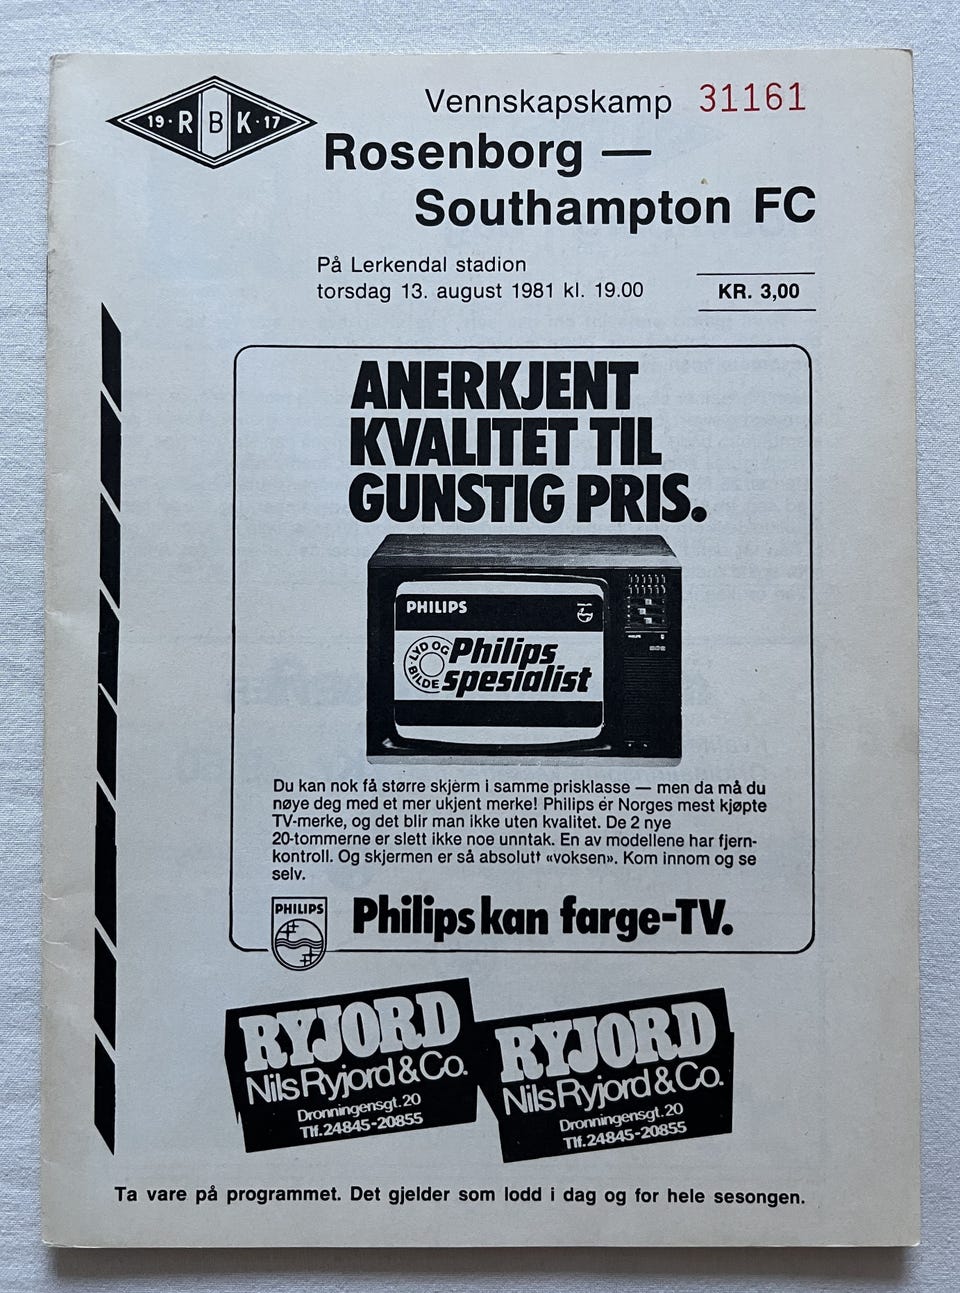 19·RBK·17
Vennskapskamp 31161
Rosenborg —
Southampton FC
På Lerkendal stadion
torsdag 13. august 1981 kl. 19.00
KR. 3,00
ANERKJENT
KVALITET TIL
GUNSTIG PRIS.
PHILIPS
LYD OG BILDE
Philips
spesialist
Du kan nok få større skjerm i samme prisklasse — men da må du
nøye deg med et mer ukjent merke! Philips er Norges mest kjøpte
TV-merke, og det blir man ikke uten kvalitet. De 2 nye
20-tommerne er slett ikke noe unntak. En av modellene har fjern-
kontroll. Og skjermen er så absolutt «voksen». Kom innom og se
selv.
PHILIPS
Philips kan farge-TV.
RYJORD
Nils Ryjord & Co.
Dronningensgt. 20
Tlf. 24845-20855
RYJORD
Nils Ryjord & Co.
Dronningensgt. 20
Tlf. 24845-20855
Ta vare på programmet. Det gjelder som lodd i dag og for hele sesongen.